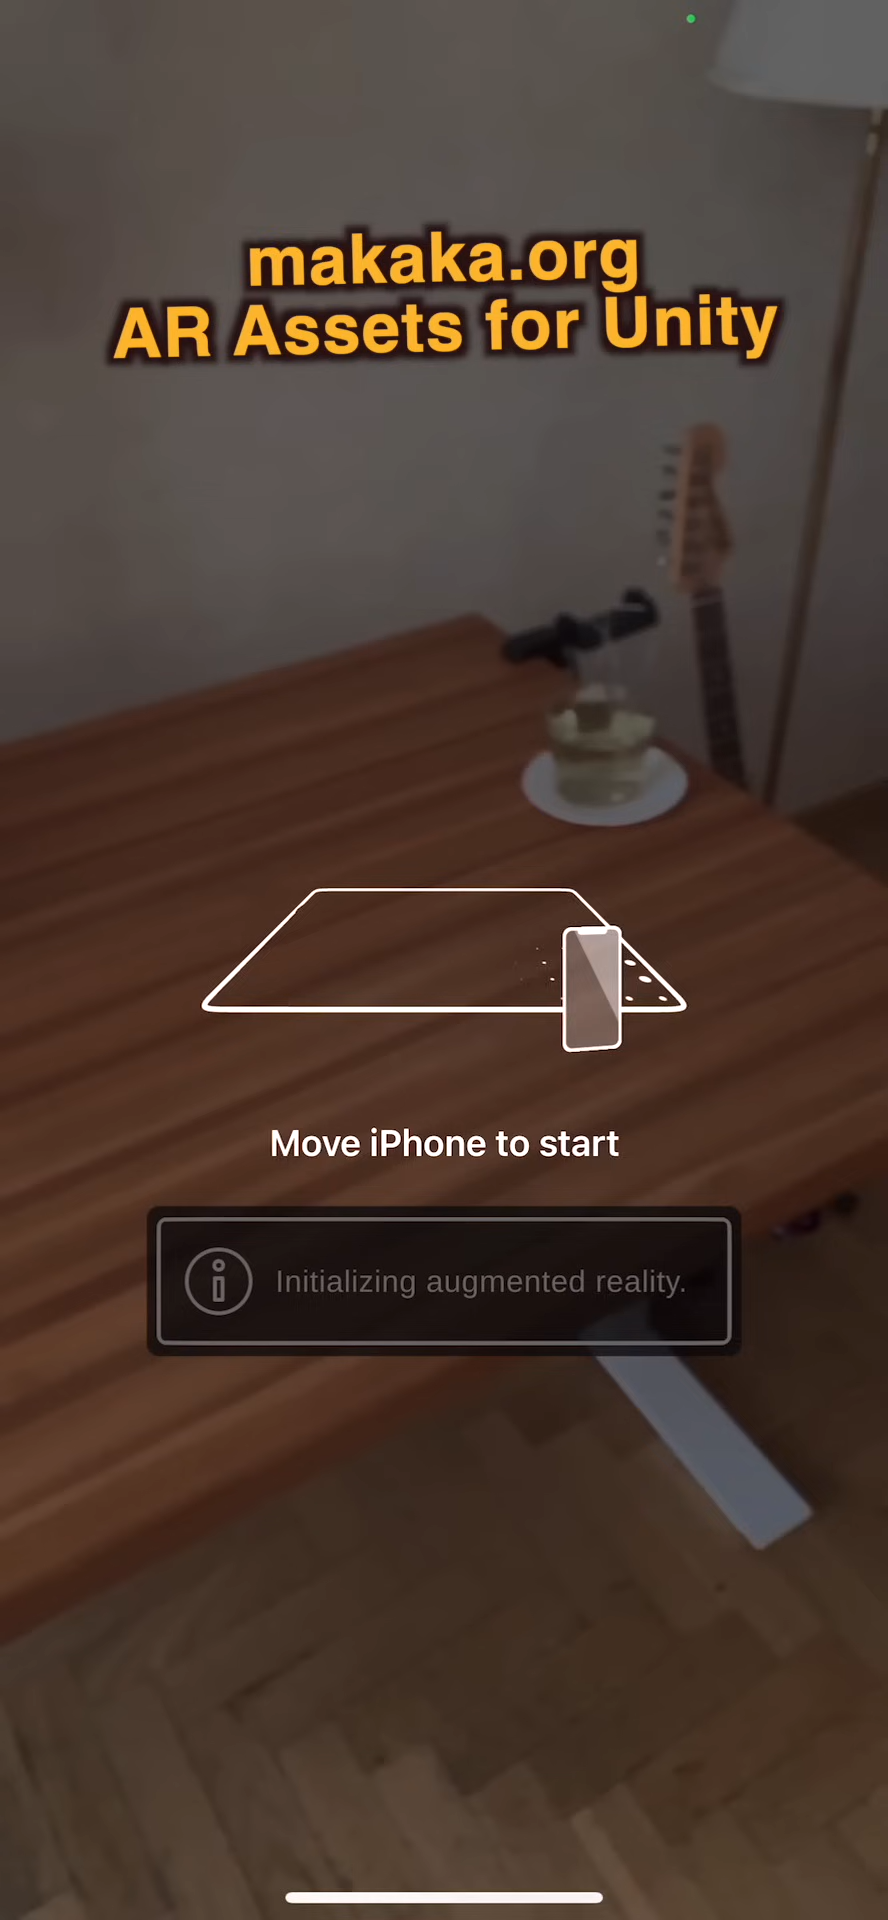 makaka.org
AR Assets for Unity
Move iPhone to start
Initializing augmented reality.